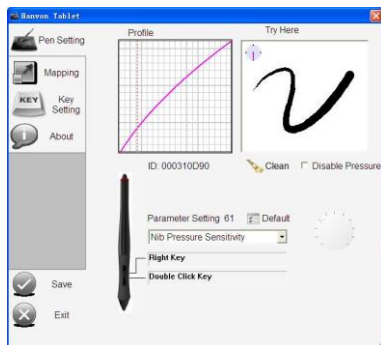 Hanvon Tablet
Pen Setting
Profile
Try Here
Mapping
KEY
Key
Setting
About
ID: 000310D90
Clean
Disable Pressure
Parameter Setting 61
Default
Nib Pressure Sensitivity
Right Key
Double Click Key
Save
Exit